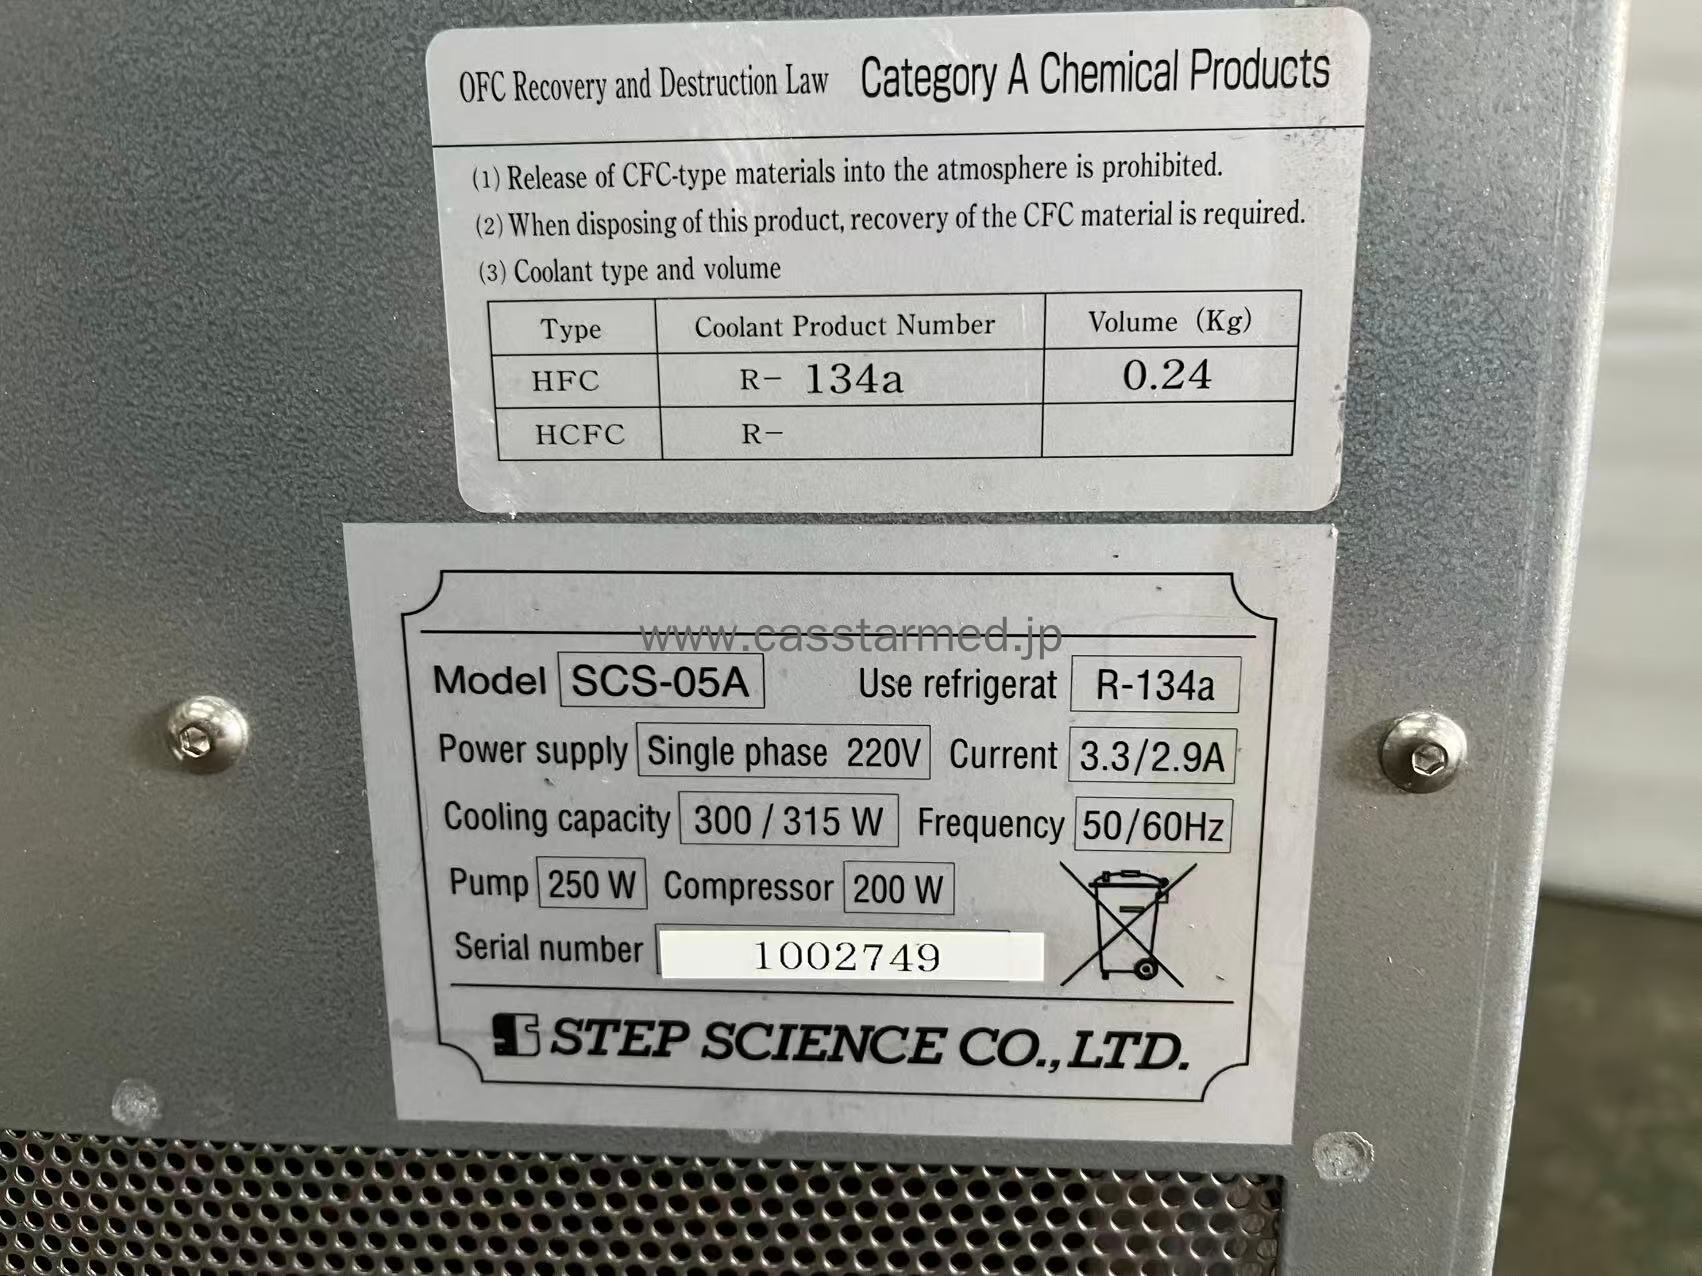 OFC Recovery and Destruction Law Category A Chemical Products
(1) Release of CFC-type materials into the atmosphere is prohibited.
(2) When disposing of this product, recovery of the CFC material is required.
(3) Coolant type and volume
Type Coolant Product Number Volume (Kg)
HFC R- 134a 0.24
HCFC R-
www.casstarmed.jp
Model SCS-05A Use refrigerat R-134a
Power supply Single phase 220V Current 3.3/2.9A
Cooling capacity 300 / 315 W Frequency 50/60Hz
Pump 250 W Compressor 200 W
Serial number 1002749
STEP SCIENCE CO., LTD.